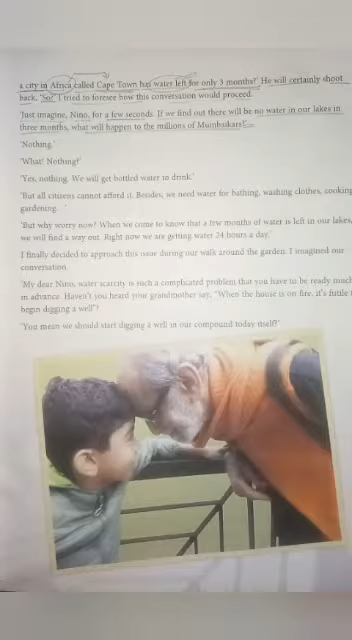 a city in Africa called Cape Town has water left for only 3 months?' He will certainly shoot
back, 'So?' I tried to foresee how this conversation would proceed.
'Just imagine, Nino, for a few seconds. If we find out there will be no water in our lakes in
three months, what will happen to the millions of Mumbaikars?'
'Nothing.'
'What! Nothing?'
'Yes, nothing. We will get bottled water to drink.'
'But all citizens cannot afford it. Besides, we need water for bathing, washing clothes, cooking
gardening. '
'But why worry now? When we come to know that a few months of water is left in our lakes,
we will find a way out. Right now we are getting water 24 hours a day.'
I finally decided to approach this issue during our walk around the garden. I imagined our
conversation.
'My dear Nino, water scarcity is such a complicated problem that you have to be ready much
in advance. Haven't you heard your grandmother say, "When the house is on fire, it's futile
begin digging a well"?
'You mean we should start digging a well in our compound today itself?'